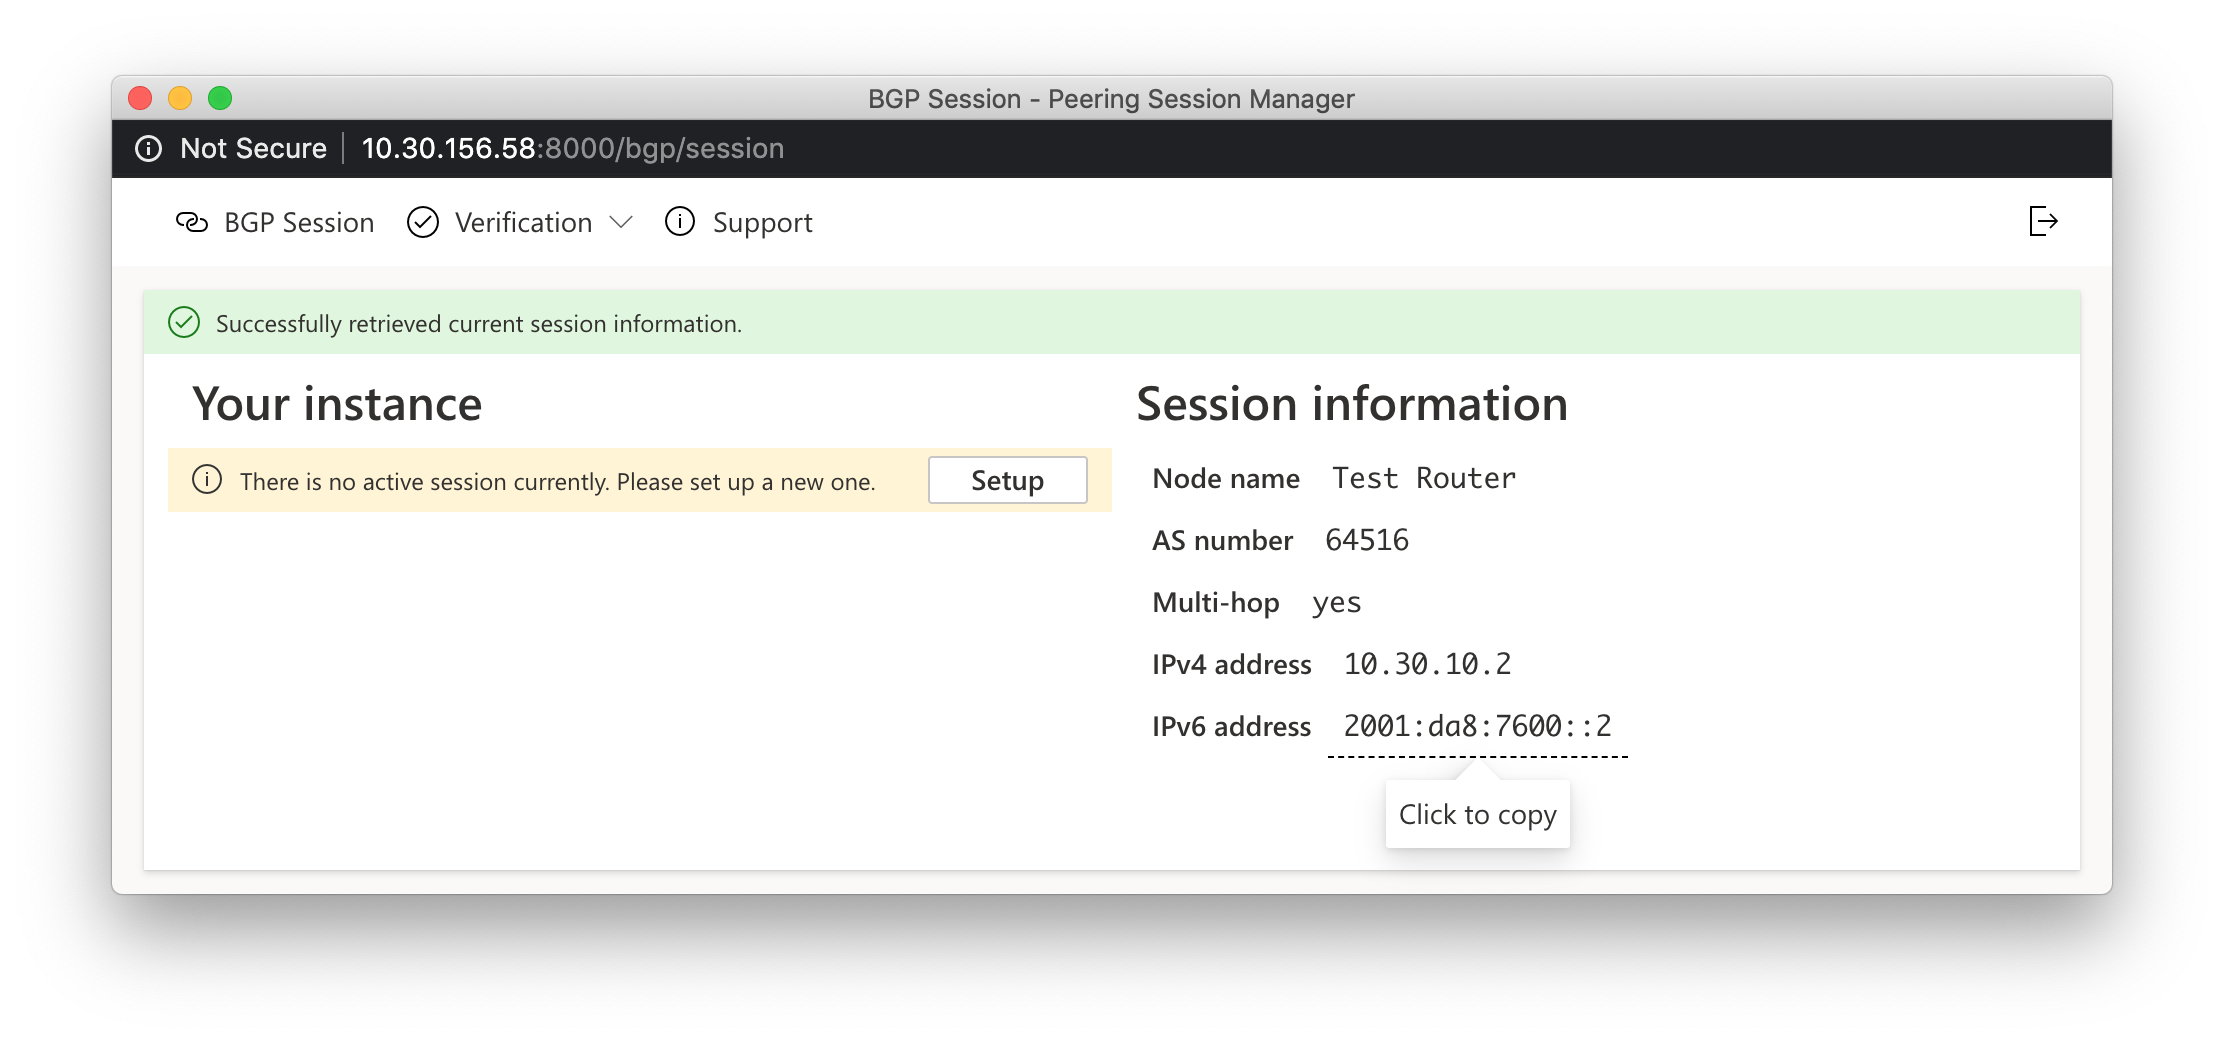 BGP Session - Peering Session Manager
Not Secure 10.30.156.58:8000/bgp/session
BGP Session Verification Support
Successfully retrieved current session information.
Your instance
There is no active session currently. Please set up a new one. Setup
Session information
Node name Test Router
AS number 64516
Multi-hop yes
IPv4 address 10.30.10.2
IPv6 address 2001:da8:7600::2
Click to copy